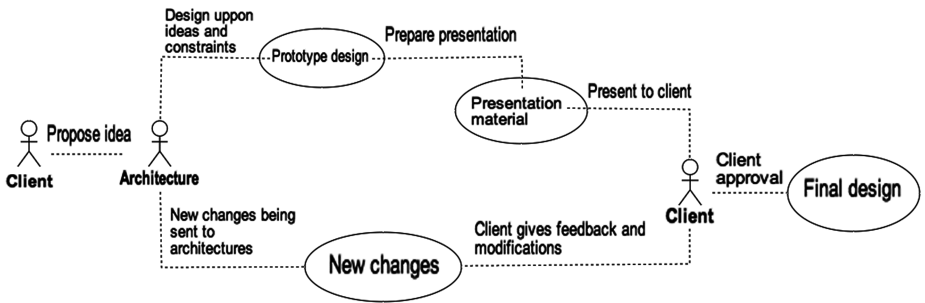 Design uppon
ideas and
constraints
Prototype design
Prepare presentation
Presentation
material
Present to client
Propose idea
Client
Architecture
Client
approval
Final design
Client
New changes being
sent to
architectures
New changes
Client gives feedback and
modifications